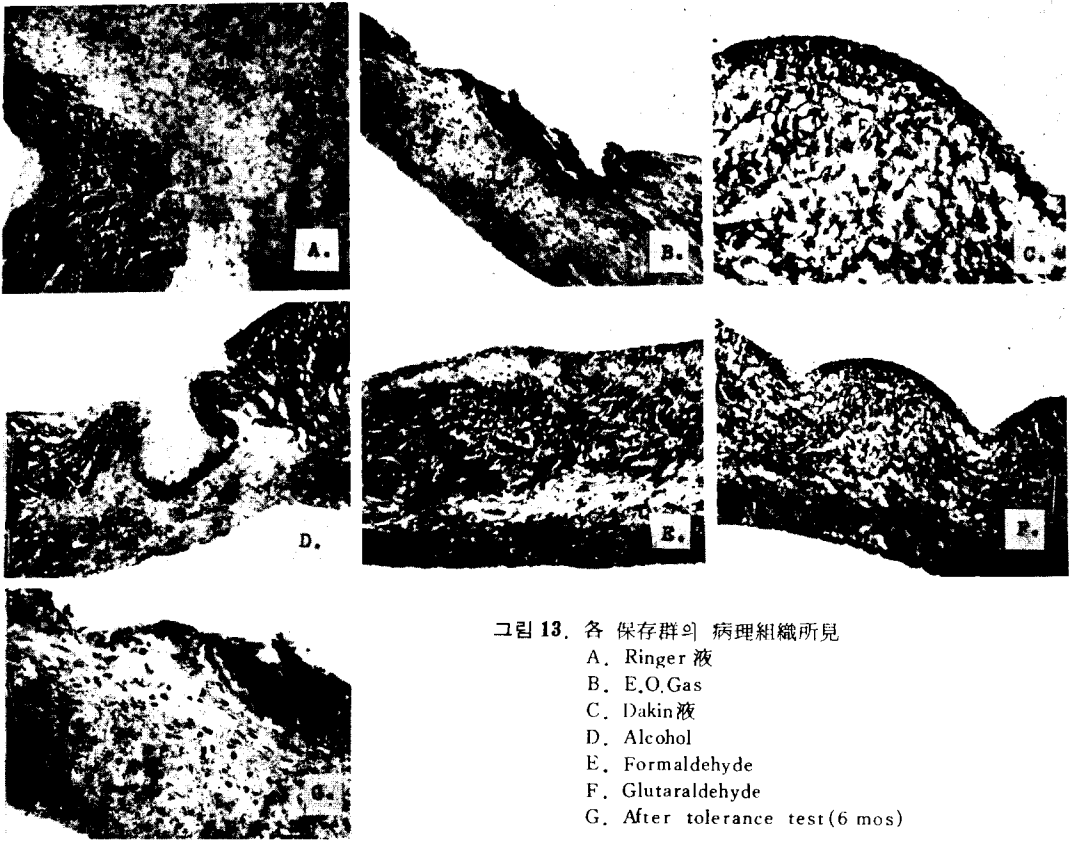 A.
B.
C.
D.
E.
F.
G.
그림 13. 各 保存群의 病理組織所見
A. Ringer 液
B. E.O.Gas
C. Dakin液
D. Alcohol
E. Formaldehyde
F. Glutaraldehyde
G. After tolerance test(6 mos)